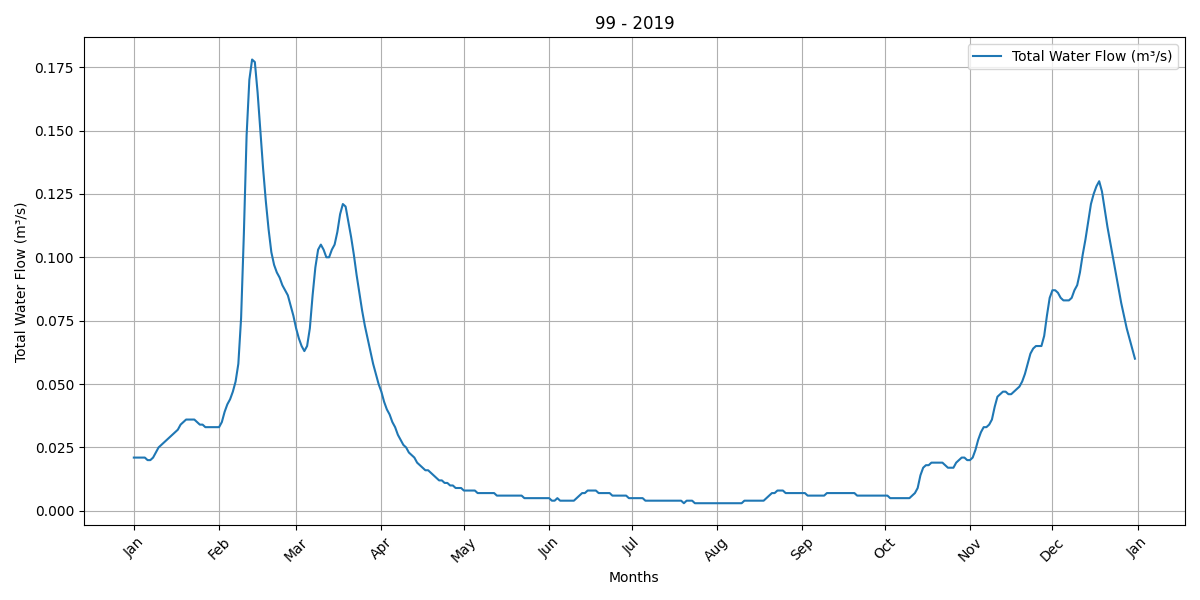 99 - 2019
Total Water Flow (m³/s)
Total Water Flow (m³/s)
0.175
0.150
0.125
0.100
0.075
0.050
0.025
0.000
Jan Feb Mar Apr May Jun Jul Aug Sep Oct Nov Dec Jan
Months